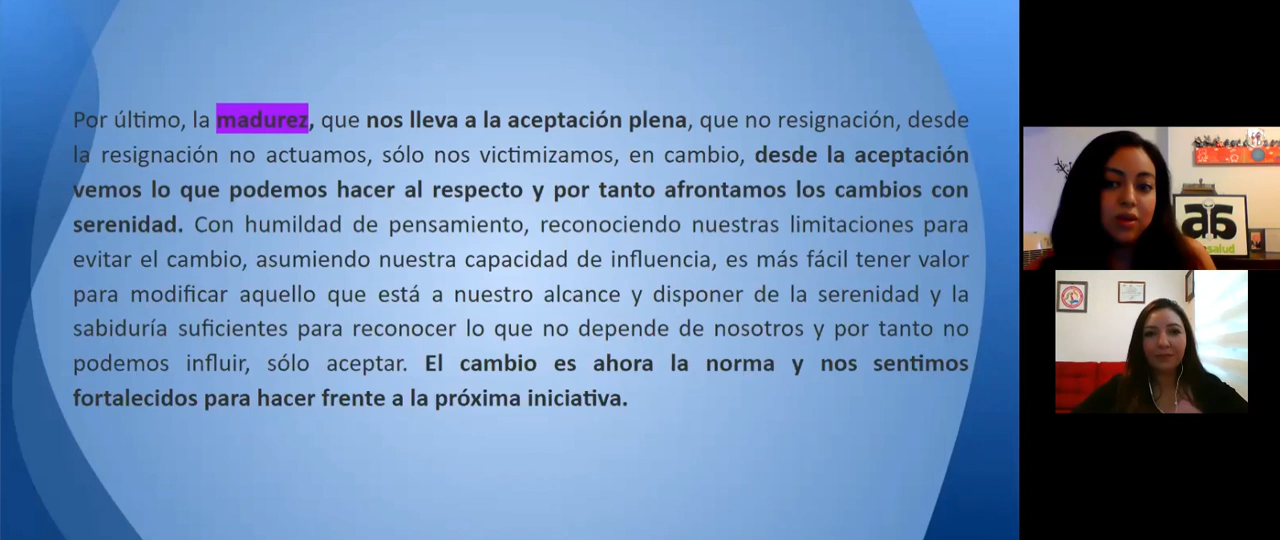 Por último, la madurez, que nos lleva a la aceptación plena, que no resignación, desde
la resignación no actuamos, sólo nos victimizamos, en cambio, desde la aceptación
vemos lo que podemos hacer al respecto y por tanto afrontamos los cambios con
serenidad. Con humildad de pensamiento, reconociendo nuestras limitaciones para
evitar el cambio, asumiendo nuestra capacidad de influencia, es más fácil tener valor
para modificar aquello que está a nuestro alcance y disponer de la serenidad y la
sabiduría suficientes para reconocer lo que no depende de nosotros y por tanto no
podemos influir, sólo aceptar. El cambio es ahora la norma y nos sentimos
fortalecidos para hacer frente a la próxima iniciativa.
salud